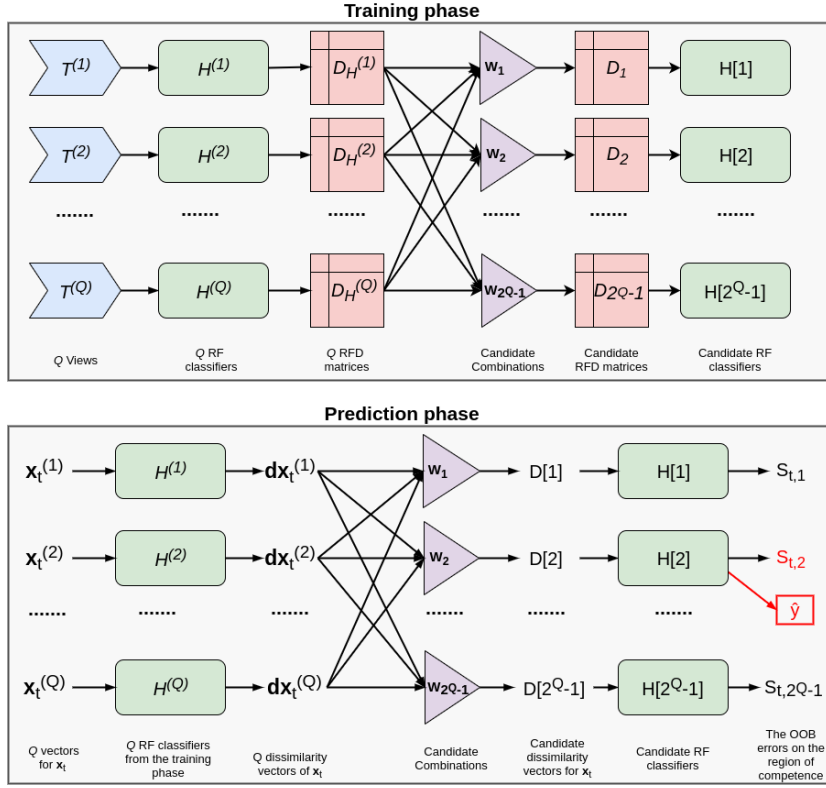 Training phase
T(1) H(1) DH(1) w1 D1 H[1]
T(2) H(2) DH(2) w2 D2 H[2]
....... ....... ....... ....... ....... .......
T(Q) H(Q) DH(Q) w2Q-1 D2Q-1 H[2Q-1]
Q Views
Q RF
classifiers
Q RFD
matrices
Candidate
Combinations
Candidate
RFD matrices
Candidate RF
classifiers
Prediction phase
xt(1) H(1) dxt(1) w1 D[1] H[1] St,1
xt(2) H(2) dxt(2) w2 D[2] H[2] St,2
ŷ
....... ....... ....... ....... ....... .......
xt(Q) H(Q) dxt(Q) w2Q-1 D[2Q-1] H[2Q-1] St,2Q-1
Q vectors
for xt
Q RF classifiers
from the training
phase
Q dissimilarity
vectors of xt
Candidate
Combinations
Candidate
dissimilarity
vectors for xt
Candidate RF
classifiers
The OOB
errors on the
region of
competence